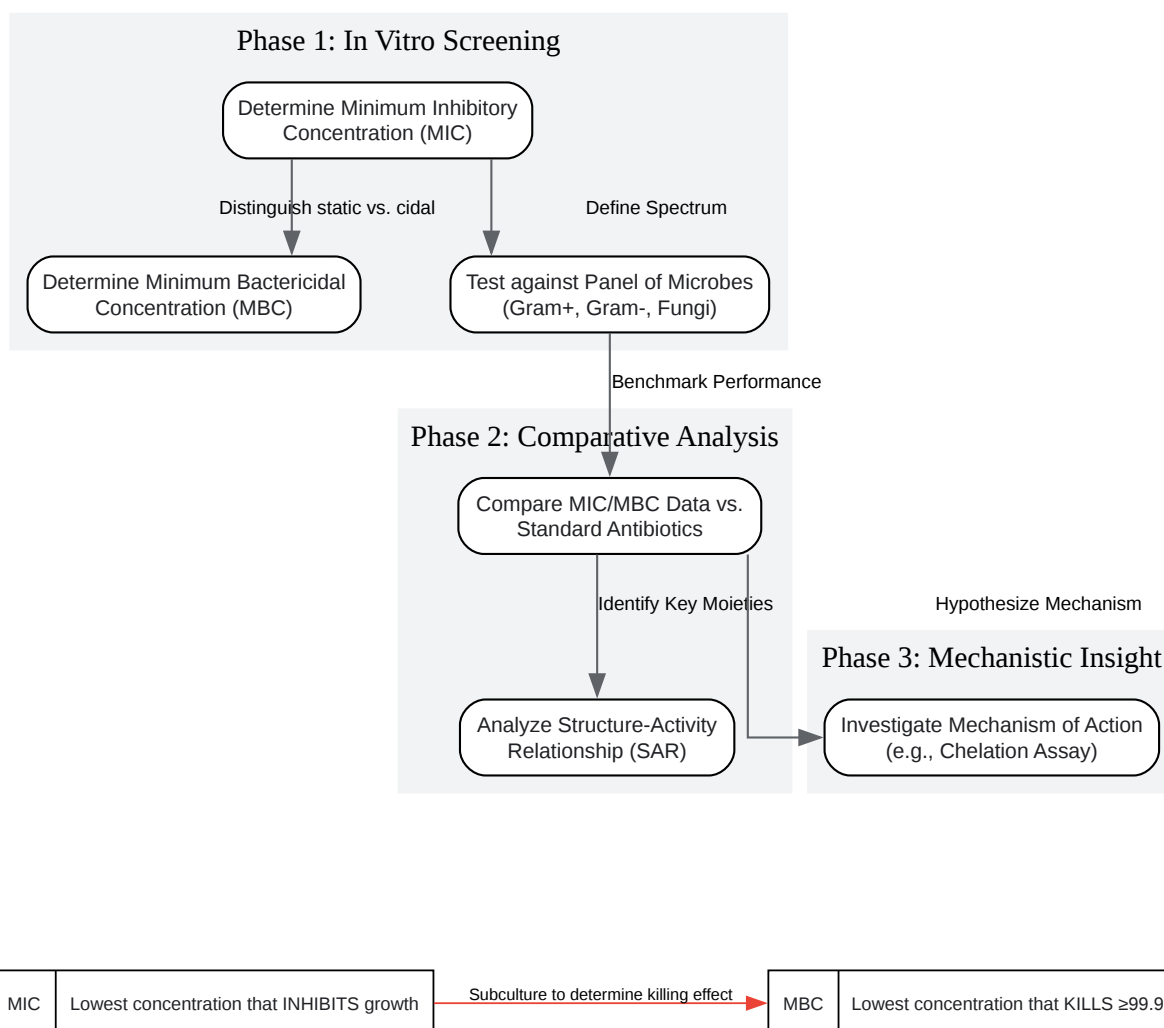 Phase 1: In Vitro Screening
Determine Minimum Inhibitory
Concentration (MIC)
Distinguish static vs. cidal
Define Spectrum
Determine Minimum Bactericidal
Concentration (MBC)
Test against Panel of Microbes
(Gram+, Gram-, Fungi)
Benchmark Performance
Phase 2: Comparative Analysis
Compare MIC/MBC Data vs.
Standard Antibiotics
Identify Key Moieties
Hypothesize Mechanism
Phase 3: Mechanistic Insight
Analyze Structure-Activity
Relationship (SAR)
Investigate Mechanism of Action
(e.g., Chelation Assay)
MIC
Lowest concentration that INHIBITS growth
Subculture to determine killing effect
MBC
Lowest concentration that KILLS ≥99.9